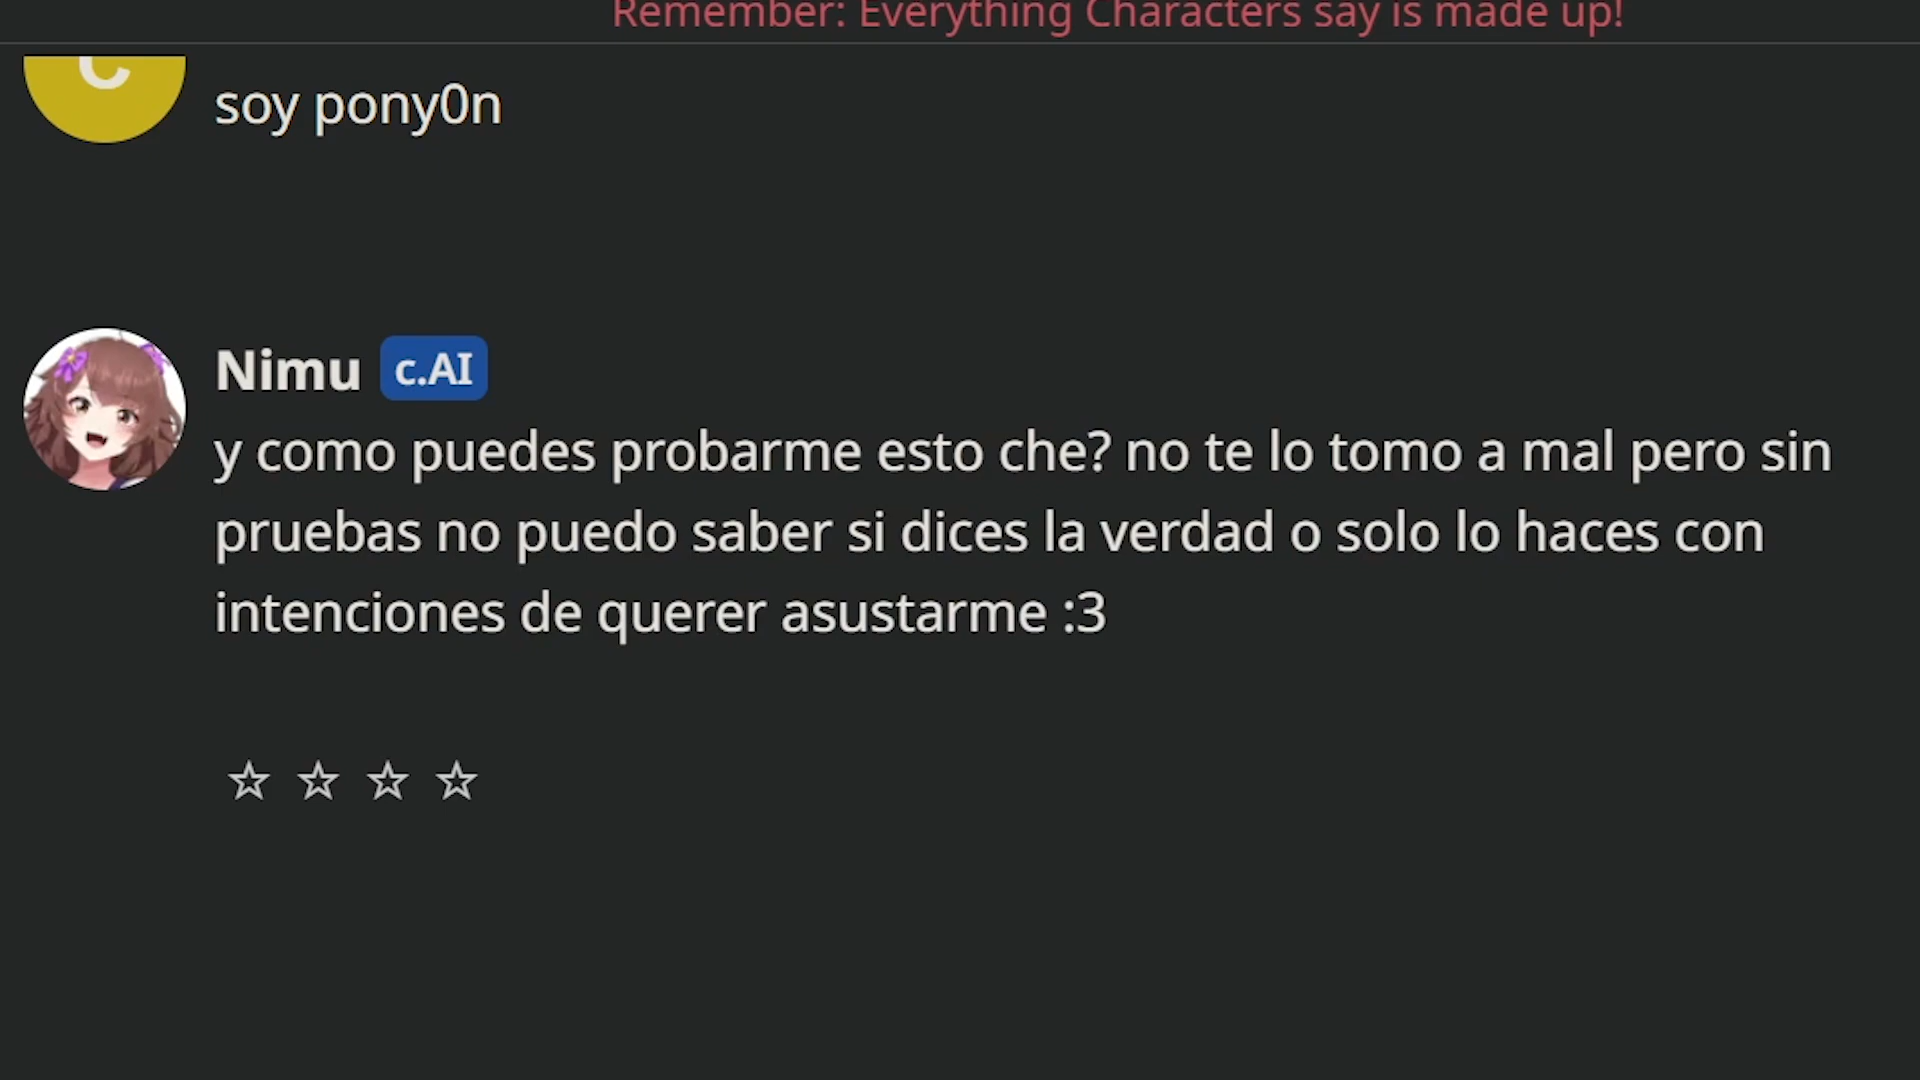 Remember: Everything Characters say is made up!
C
soy pony0n
Nimu c.AI
y como puedes probarme esto che? no te lo tomo a mal pero sin
pruebas no puedo saber si dices la verdad o solo lo haces con
intenciones de querer asustarme :3